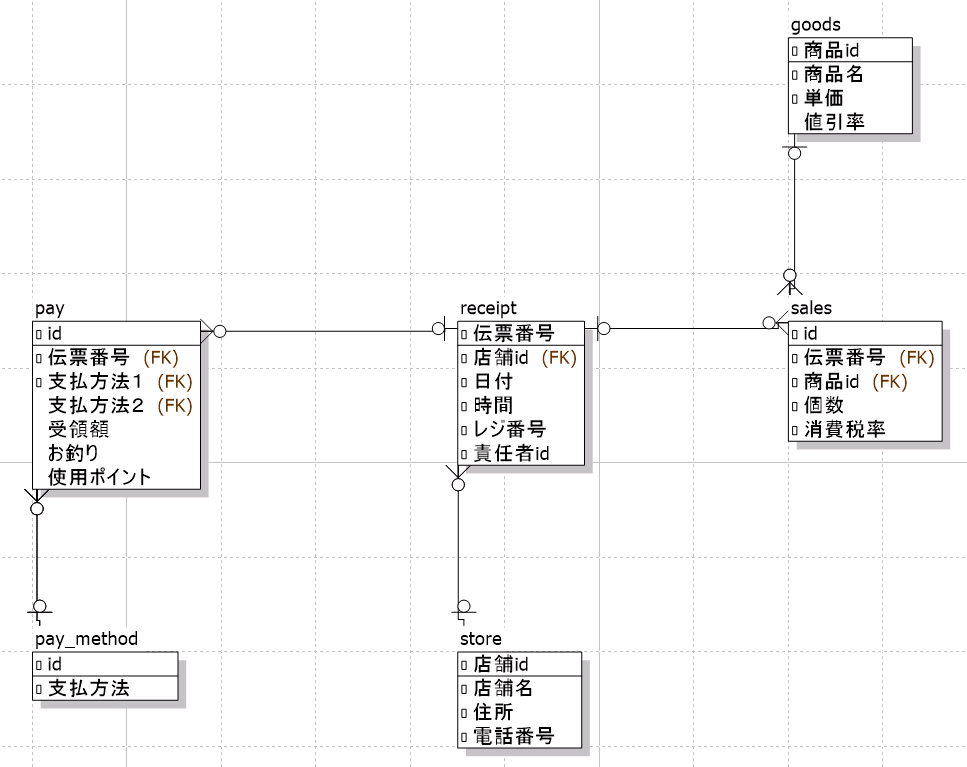 goods
商品id
商品名
単価
値引率
pay
id
伝票番号 (FK)
支払方法1 (FK)
支払方法2 (FK)
受領額
お釣り
使用ポイント
receipt
伝票番号
店舗id (FK)
日付
時間
レジ番号
責任者id
sales
id
伝票番号 (FK)
商品id (FK)
個数
消費税率
pay_method
id
支払方法
store
店舗id
店舗名
住所
電話番号